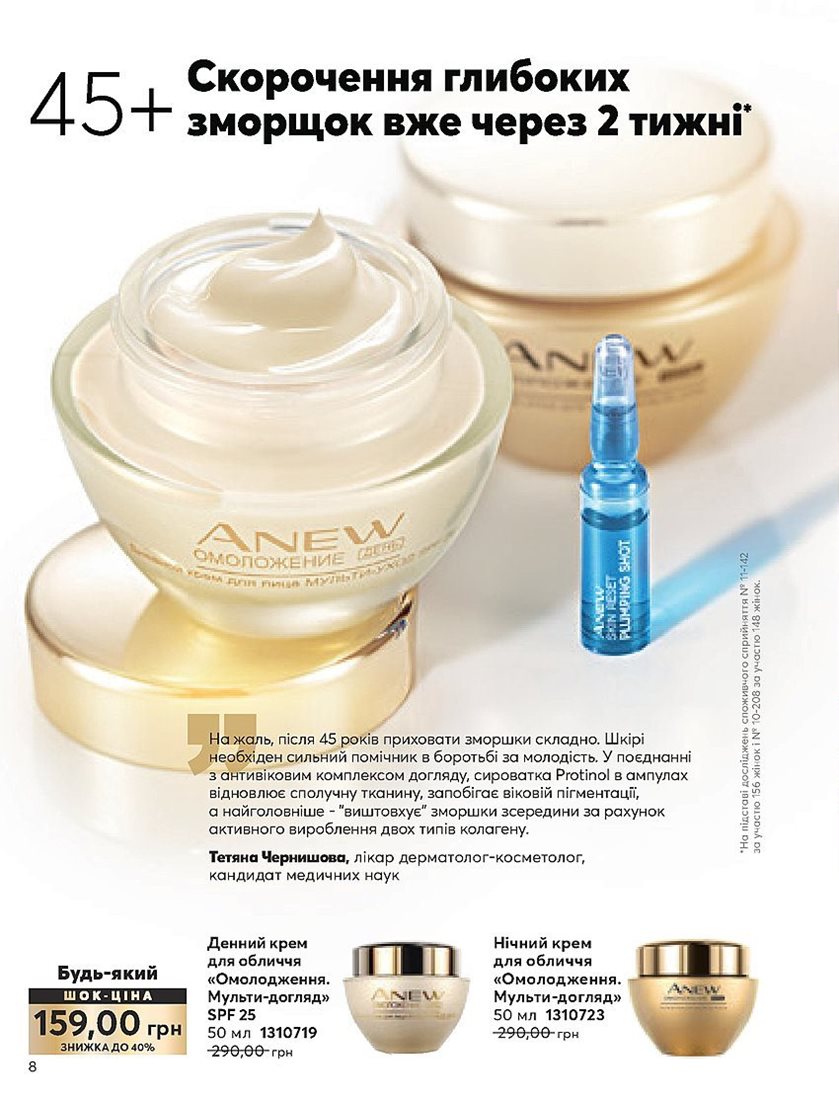 45+
Скорочення глибоких
зморщок вже через 2 тижні*
ANEW
ANEW
ОМОЛОЖЕНИЕ ДЕНЬ
крем для лица МУЛЬТИ-УХОД
ANEW
SKIN RESET
PLUMPING SHOT
*На підставі досліджень споживчого сприйняття № 11-142
за участю 156 жінок і № 10-208 за участю 148 жінок.
На жаль, після 45 років приховати зморшки складно. Шкірі
необхіден сильний помічник в боротьбі за молодість. У поєднанні
з антивіковим комплексом догляду, сироватка Protinol в ампулах
відновлює сполучну тканину, запобігає віковій пігментації,
а найголовніше - "виштовхує" зморшки зсередини за рахунок
активного вироблення двох типів колагену.
Тетяна Чернишова, лікар дерматолог-косметолог,
кандидат медичних наук
Будь-який
ШОК-ЦІНА
159,00 грн
ЗНИЖКА ДО 40%
Денний крем
для обличчя
«Омолодження.
Мульти-догляд»
SPF 25
50 мл 1310719
290,00 грн
ANEW
Нічний крем
для обличчя
«Омолодження.
Мульти-догляд»
50 мл 1310723
290,00 грн
ANEW
8